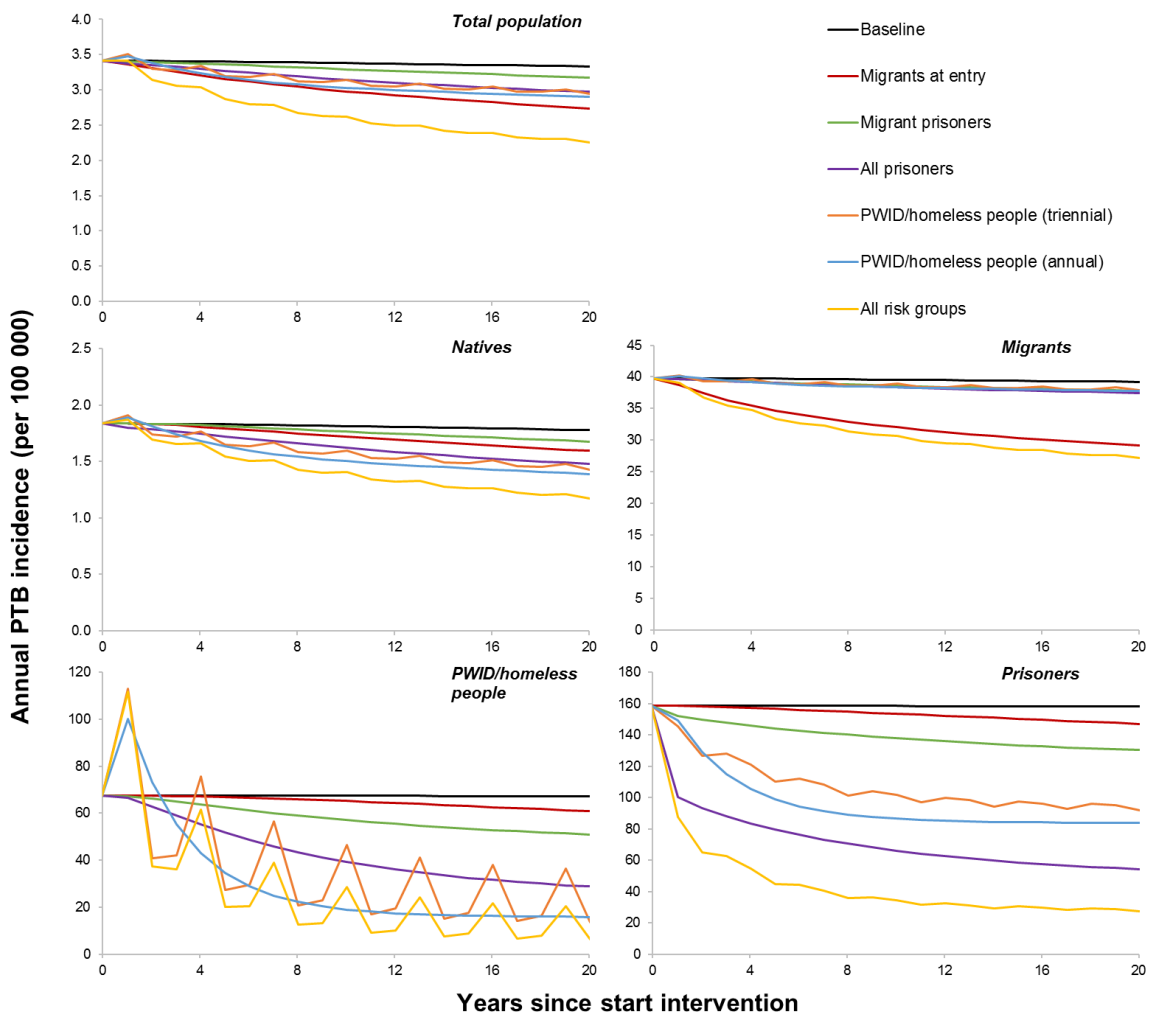 Total population
4.0
3.5
3.0
2.5
2.0
1.5
1.0
0.5
0.0
0 4 8 12 16 20
Baseline
Migrants at entry
Migrant prisoners
All prisoners
PWID/homeless people (triennial)
PWID/homeless people (annual)
All risk groups
Annual PTB incidence (per 100 000)
Natives
2.5
2.0
1.5
1.0
0.5
0.0
0 4 8 12 16 20
Migrants
45
40
35
30
25
20
15
10
5
0
0 4 8 12 16 20
PWID/homeless
people
120
100
80
60
40
20
0
0 4 8 12 16 20
Prisoners
180
160
140
120
100
80
60
40
20
0
0 4 8 12 16 20
Years since start intervention